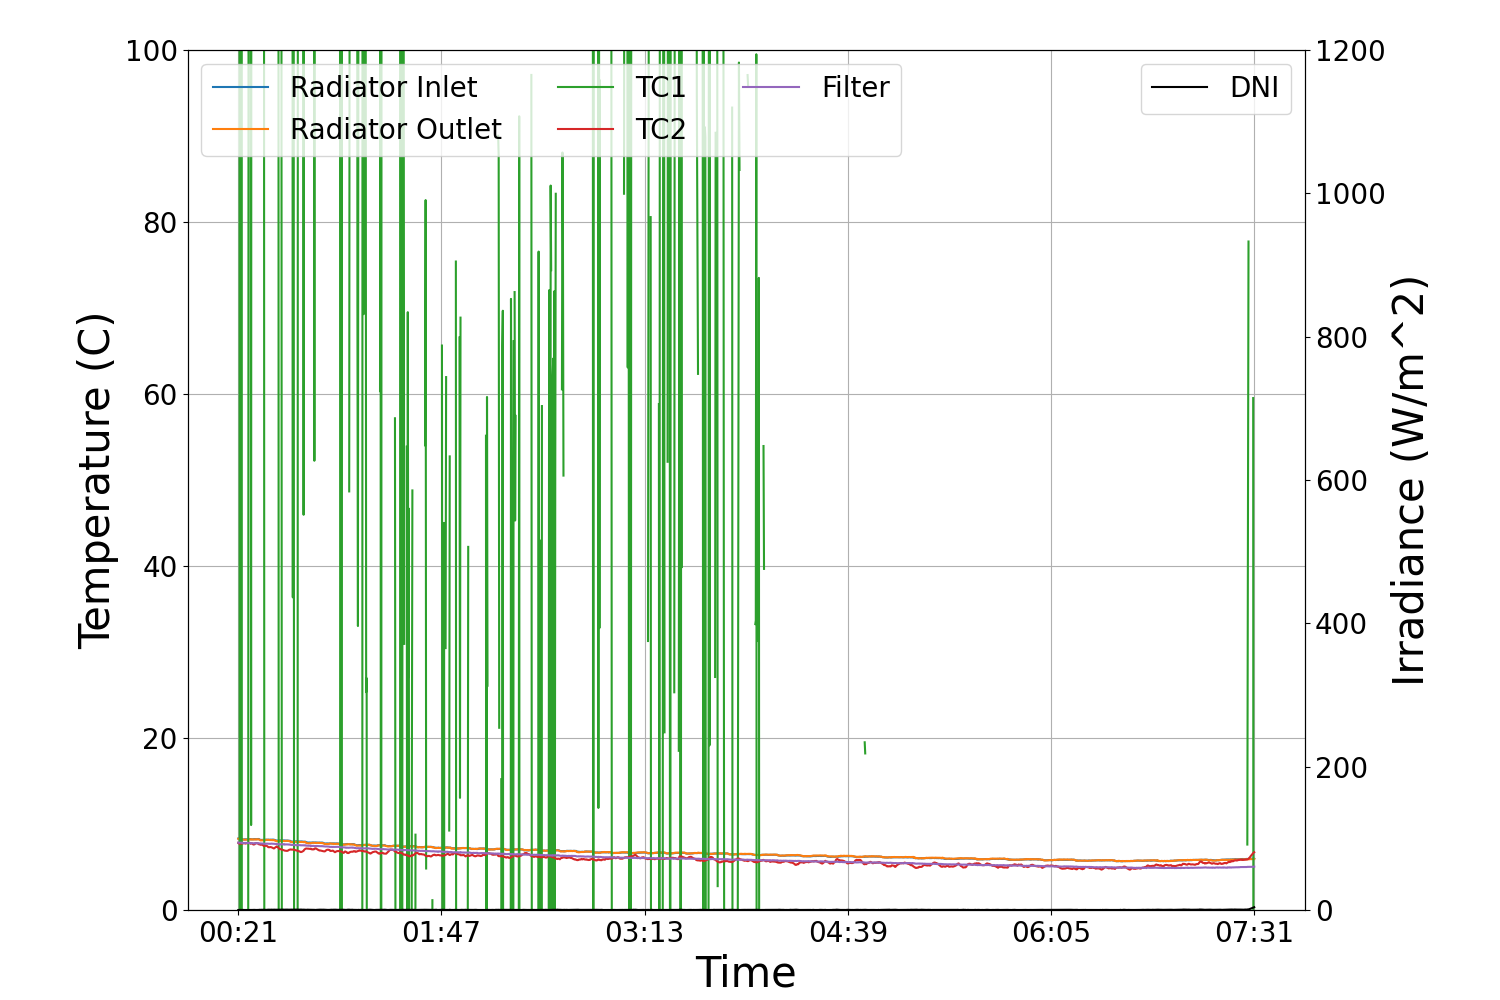 100
80
60
40
20
0
Temperature (C)
Radiator Inlet
Radiator Outlet
TC1
TC2
Filter
DNI
1200
1000
800
600
400
200
0
Irradiance (W/m^2)
00:21 01:47 03:13 04:39 06:05 07:31
Time